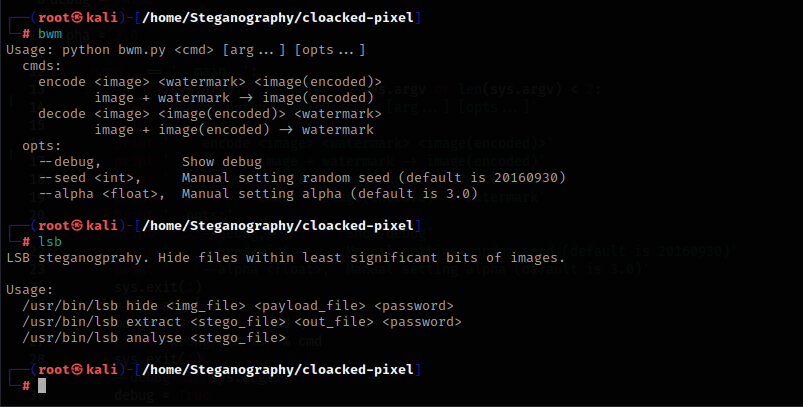 ┌──(root㉿kali)-[/home/Steganography/cloacked-pixel]
└─# bwm
Usage: python bwm.py <cmd> [arg...] [opts...]
  cmds:
    encode <image> <watermark> <image(encoded)>
           image + watermark -> image(encoded)
    decode <image> <image(encoded)> <watermark>
           image + image(encoded) -> watermark
  opts:
    --debug,          Show debug
    --seed <int>,     Manual setting random seed (default is 20160930)
    --alpha <float>,  Manual setting alpha (default is 3.0)
┌──(root㉿kali)-[/home/Steganography/cloacked-pixel]
└─# lsb
LSB steganogprahy. Hide files within least significant bits of images.
Usage:
  /usr/bin/lsb hide <img_file> <payload_file> <password>
  /usr/bin/lsb extract <stego_file> <out_file> <password>
  /usr/bin/lsb analyse <stego_file>
┌──(root㉿kali)-[/home/Steganography/cloacked-pixel]
└─#